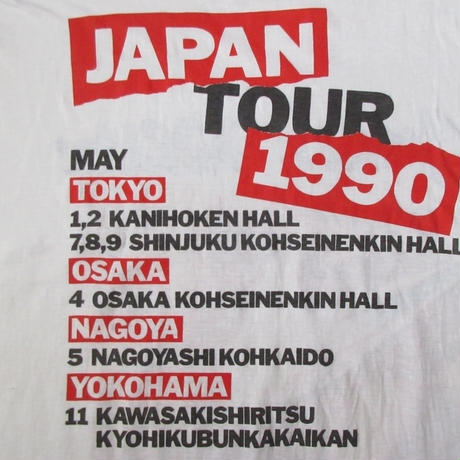 JAPAN
TOUR
1990
MAY
TOKYO
1,2 KANIHOKEN HALL
7,8,9 SHINJUKU KOHSEINENKIN HALL
OSAKA
4 OSAKA KOHSEINENKIN HALL
NAGOYA
5 NAGOYASHI KOHKAIDO
YOKOHAMA
11 KAWASAKISHIRITSU
KYOHIKUBUNKAKAIKAN